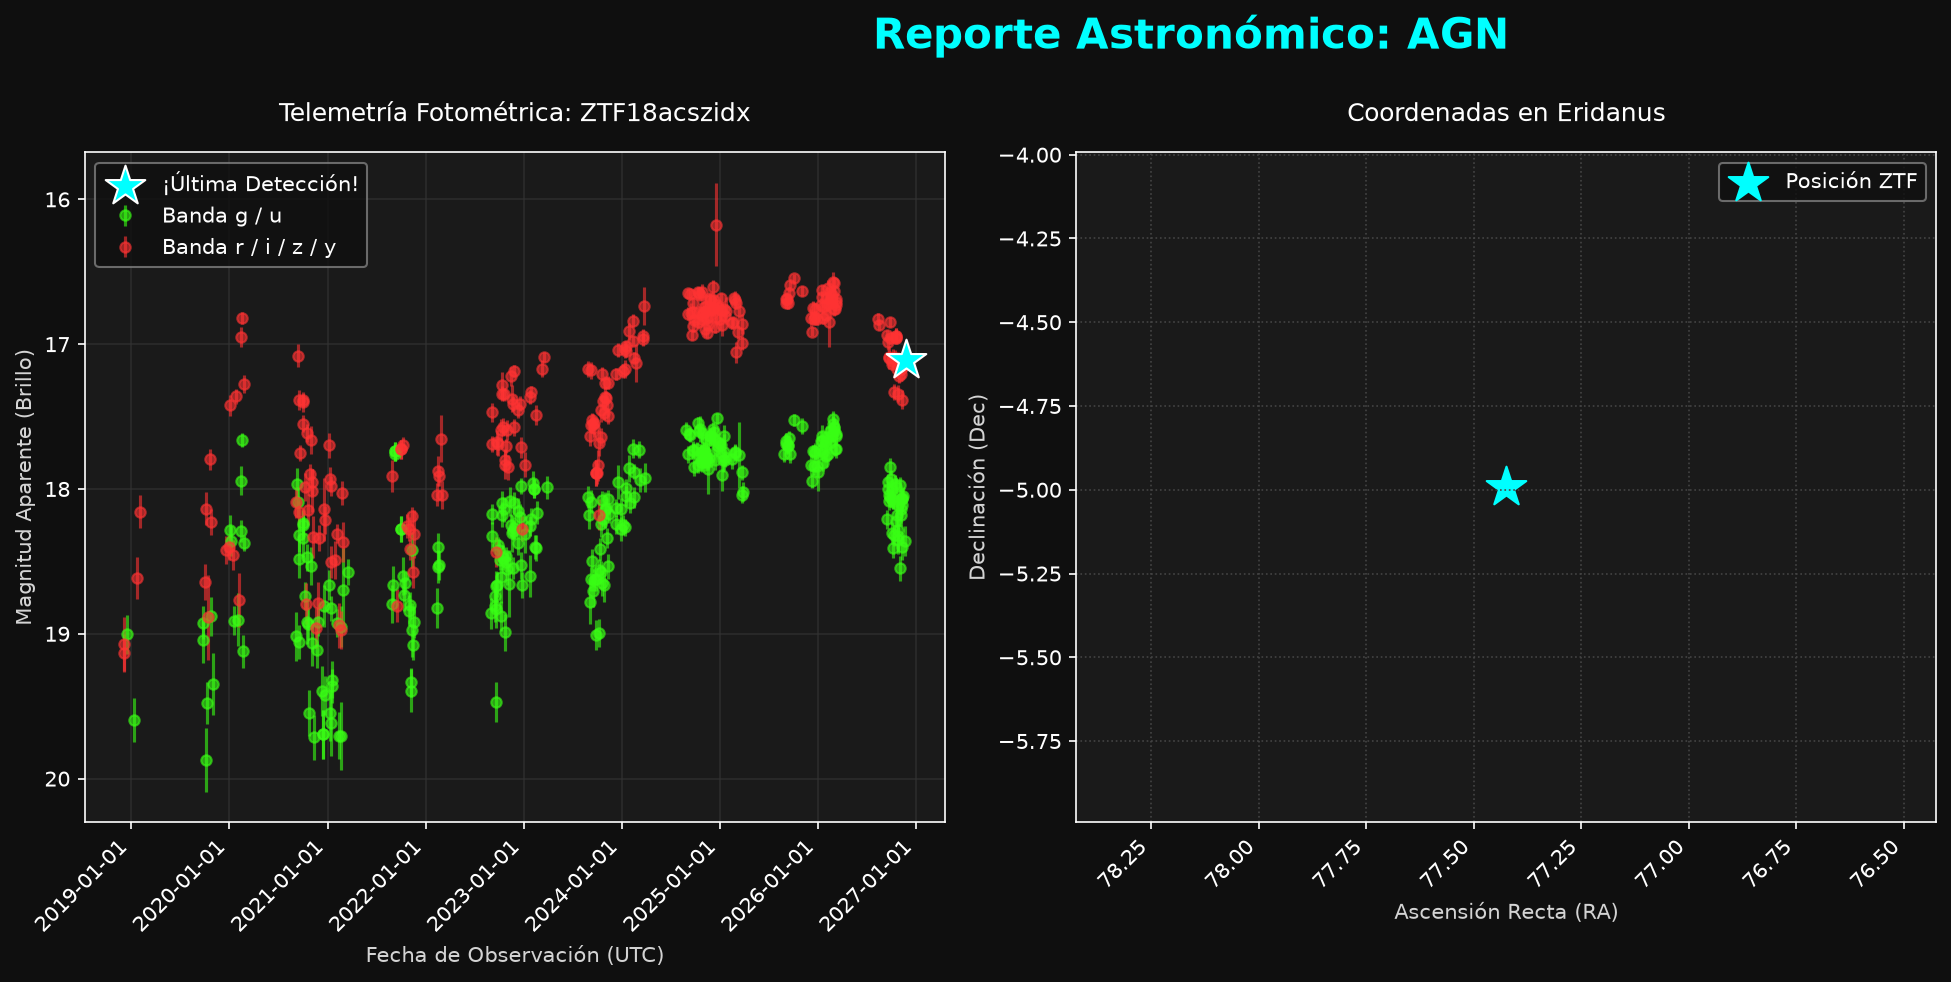 Reporte Astronómico: AGN
Telemetría Fotométrica: ZTF18acszidx
¡Última Detección!
Banda g / u
Banda r / i / z / y
Magnitud Aparente (Brillo)
16
17
18
19
20
2019-01-01
2020-01-01
2021-01-01
2022-01-01
2023-01-01
2024-01-01
2025-01-01
2026-01-01
2027-01-01
Fecha de Observación (UTC)
Coordenadas en Eridanus
Posición ZTF
Declinación (Dec)
−4.00
−4.25
−4.50
−4.75
−5.00
−5.25
−5.50
−5.75
78.25
78.00
77.75
77.50
77.25
77.00
76.75
76.50
Ascensión Recta (RA)